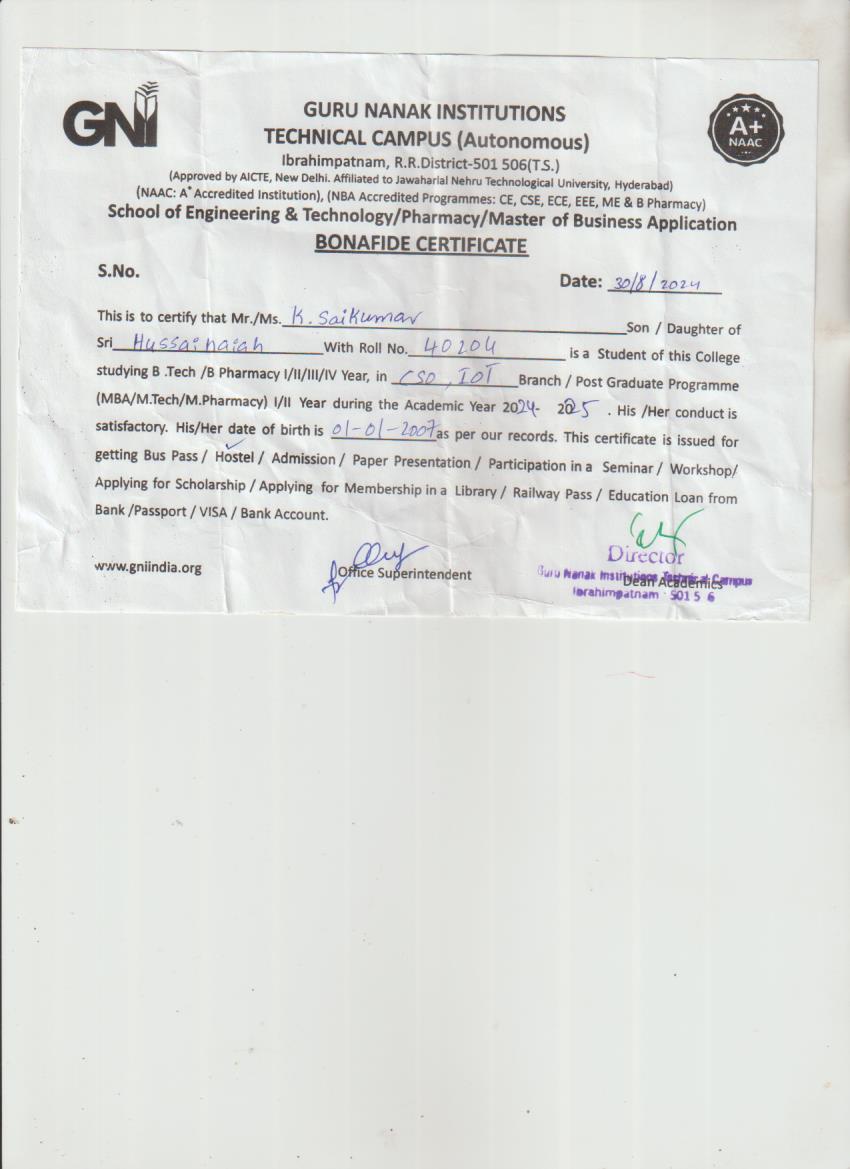 GNI
GURU NANAK INSTITUTIONS
TECHNICAL CAMPUS (Autonomous)
A+
NAAC
Ibrahimpatnam, R.R.District-501 506(T.S.)
(Approved by AICTE, New Delhi. Affiliated to Jawaharlal Nehru Technological University, Hyderabad)
(NAAC: A+ Accredited Institution), (NBA Accredited Programmes: CE, CSE, ECE, EEE, ME & B Pharmacy)
School of Engineering & Technology/Pharmacy/Master of Business Application
BONAFIDE CERTIFICATE
S.No.
Date: 30/8/2024
This is to certify that Mr./Ms. K. Saikumar Son / Daughter of
Sri Hussainaiah With Roll No. 40204 is a Student of this College
studying B .Tech /B Pharmacy I/II/III/IV Year, in CSO, IOT Branch / Post Graduate Programme
(MBA/M.Tech/M.Pharmacy) I/II Year during the Academic Year 2024- 2025 . His /Her conduct is
satisfactory. His/Her date of birth is 01-01-2007 as per our records. This certificate is issued for
getting Bus Pass / Hostel / Admission / Paper Presentation / Participation in a Seminar / Workshop/
Applying for Scholarship / Applying for Membership in a Library / Railway Pass / Education Loan from
Bank /Passport / VISA / Bank Account.
www.gniindia.org
Office Superintendent
Director
Guru Nanak Institutions Technical Campus
Dean Academics
Ibrahimpatnam 501 5 6